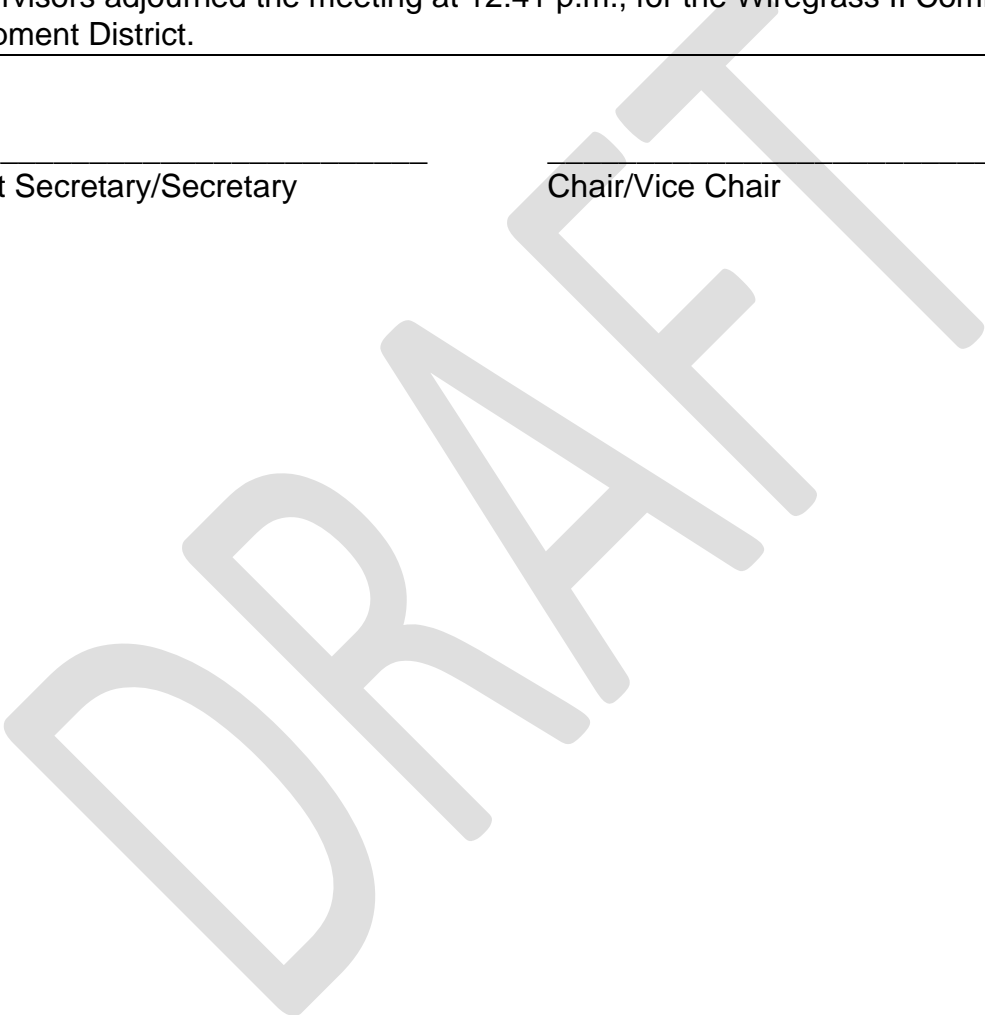 rvisors adjourned the meeting at 12:41 p.m., for the Wiregrass II Com
pment District.
t Secretary/Secretary Chair/Vice Chair
DRAFT